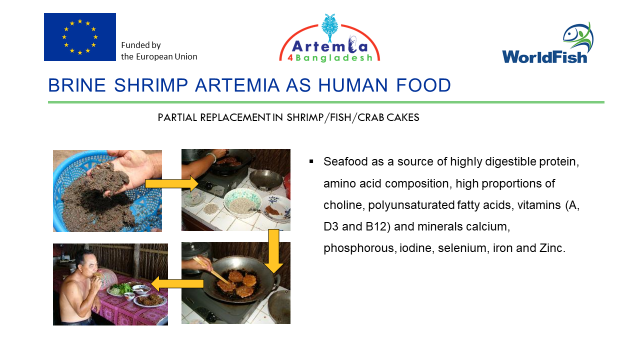 Funded by
the European Union
Artemia
4Bangladesh
WorldFish
BRINE SHRIMP ARTEMIA AS HUMAN FOOD
PARTIAL REPLACEMENT IN SHRIMP/FISH/CRAB CAKES
▪ Seafood as a source of highly digestible protein,
amino acid composition, high proportions of
choline, polyunsaturated fatty acids, vitamins (A,
D3 and B12) and minerals calcium,
phosphorous, iodine, selenium, iron and Zinc.